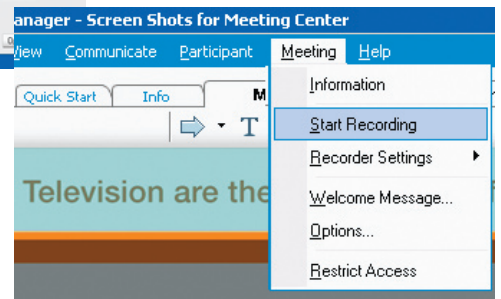 anager - Screen Shots for Meeting Center
View Communicate Participant Meeting Help
Quick Start Info M
T
Information
Start Recording
Recorder Settings
Welcome Message...
Options...
Restrict Access
Television are the